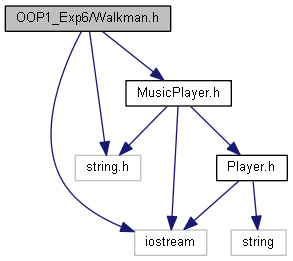 OOP1_Exp6/Walkman.h
MusicPlayer.h
string.h
Player.h
iostream
string